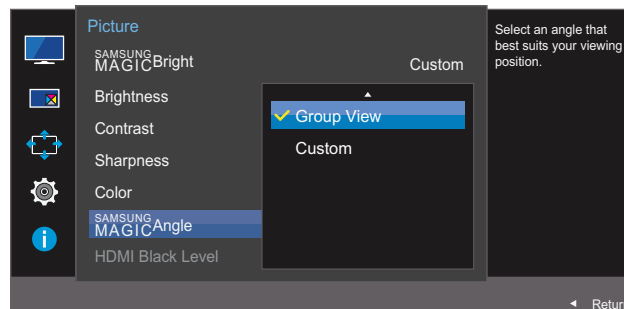 Picture
SAMSUNG
MAGICBright Custom
Brightness
Contrast
Sharpness
Color
SAMSUNG
MAGICAngle
HDMI Black Level
Group View
Custom
Select an angle that
best suits your viewing
position.
Return